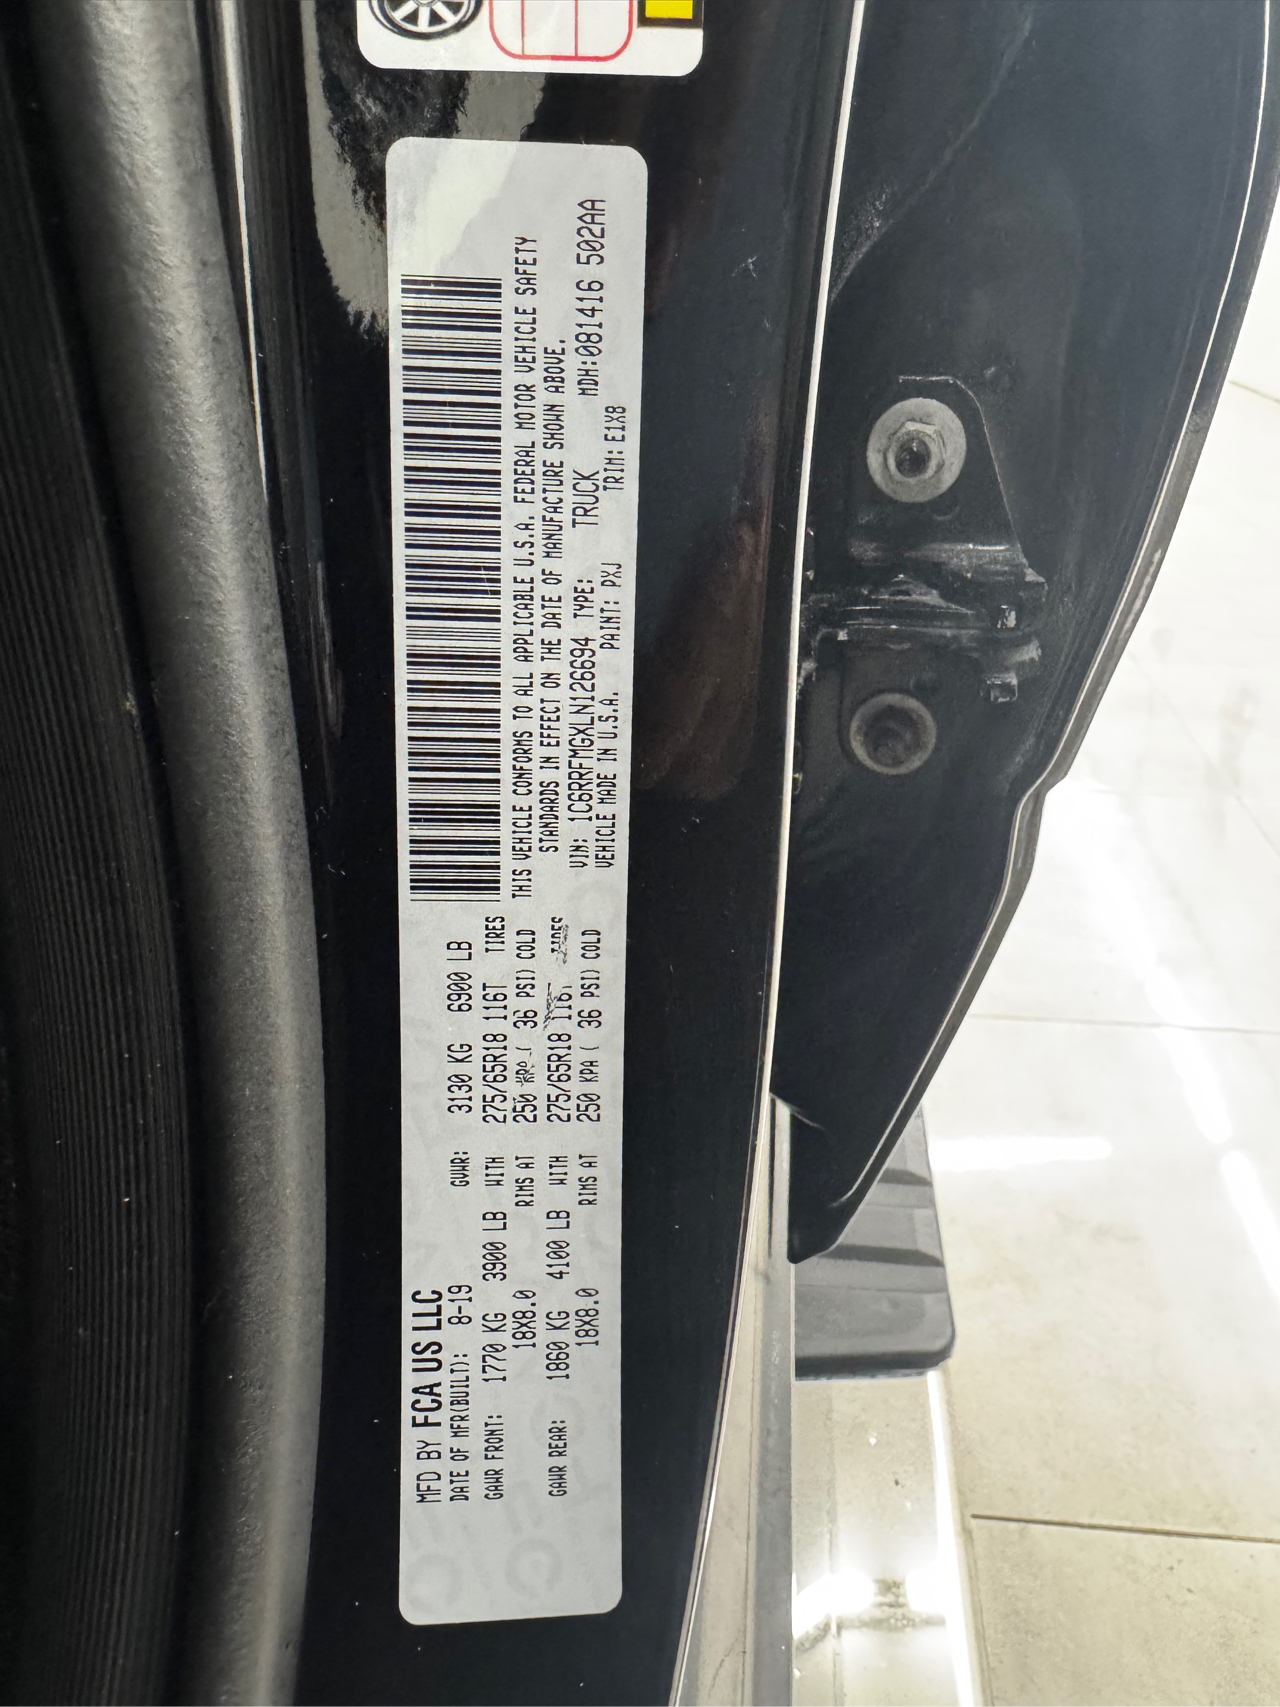 MFD BY FCA US LLC
DATE OF MFR(BUILT): 8-19 GVWR: 3130 KG 6900 LB
GAWR FRONT: 1770 KG 3900 LB WITH 275/65R18 116T TIRES
18X8.0 RIMS AT 250 KPA ( 36 PSI) COLD
GAWR REAR: 1860 KG 4100 LB WITH 275/65R18 116T TIRES
18X8.0 RIMS AT 250 KPA ( 36 PSI) COLD
THIS VEHICLE CONFORMS TO ALL APPLICABLE U.S.A. FEDERAL MOTOR VEHICLE SAFETY
STANDARDS IN EFFECT ON THE DATE OF MANUFACTURE SHOWN ABOVE.
VIN: 1C6RRFMGXLN126694 TYPE: TRUCK MDH:081416 502AA
VEHICLE MADE IN U.S.A. PAINT: PXJ TRIM: E1X8